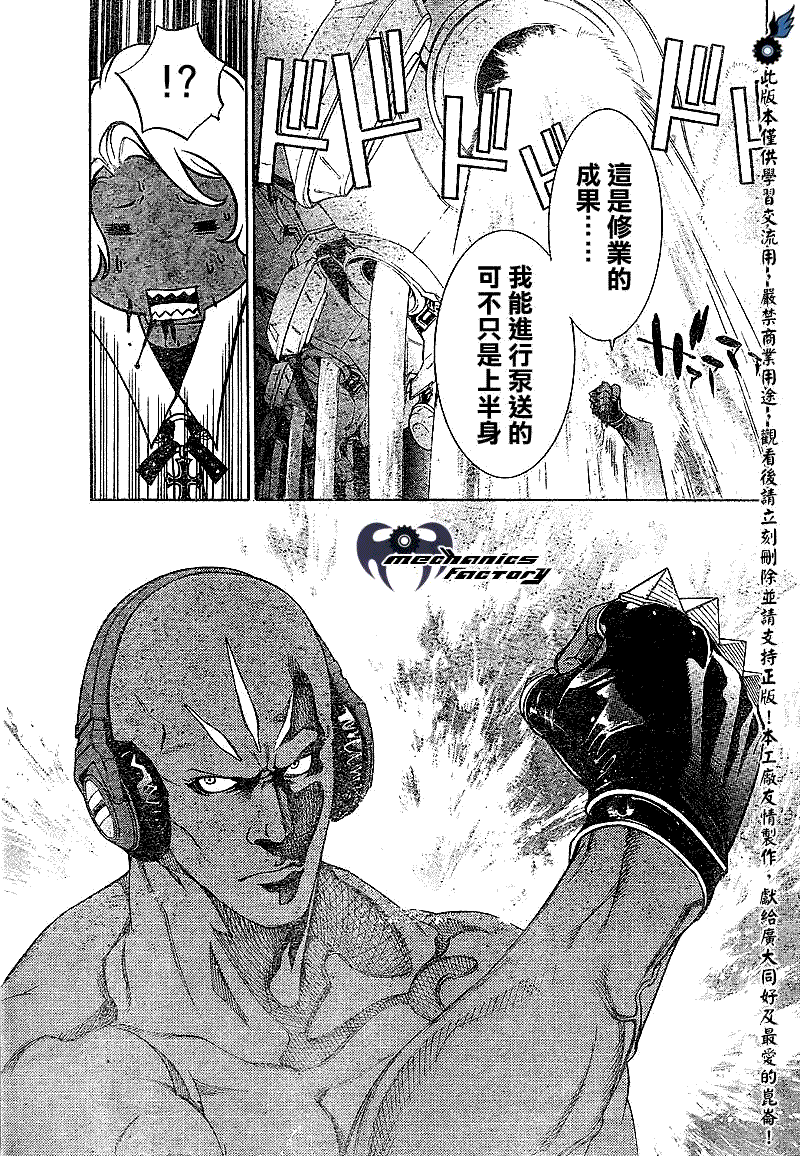 這是修業的
成果……
我能進行泵送的
可不只是上半身
!?
ドドド
ドドド
mechanics
Factory
此版本僅供學習交流用，嚴禁商業用途，觀看後請立刻刪除並請支持正版！本工廠友情製作，獻給廣大同好及最愛的崑崙！